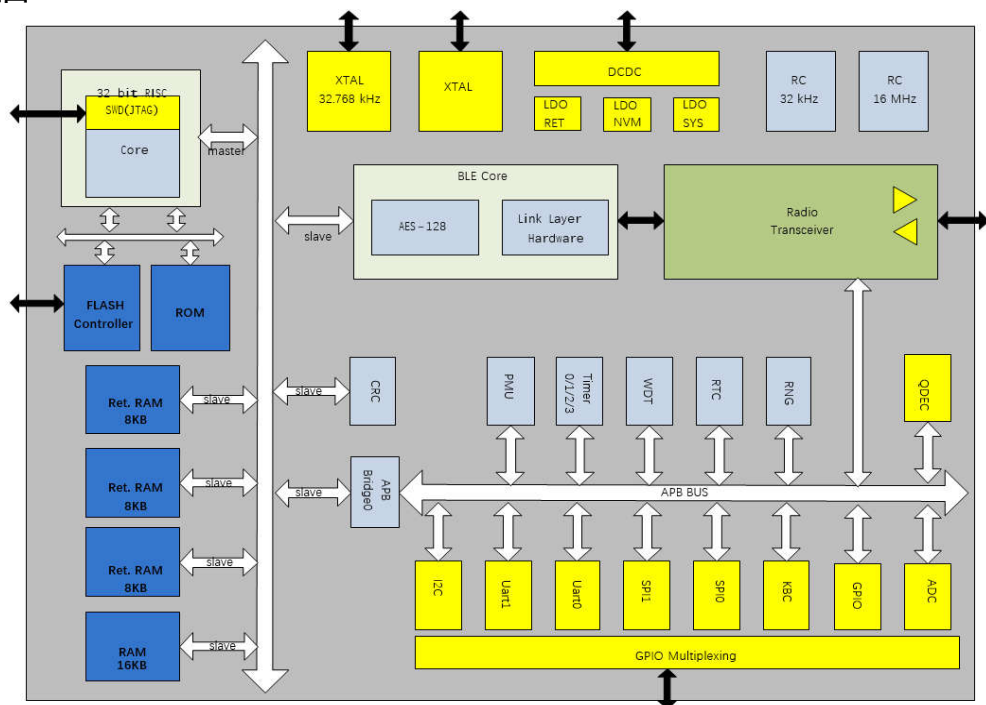 32 bit RISC
SWD(JTAG)
Core
master
XTAL
32.768 kHz
XTAL
DCDC
LDO
RET
LDO
NVM
LDO
SYS
RC
32 kHz
RC
16 MHz
BLE Core
AES-128
Link Layer
Hardware
slave
Radio
Transceiver
FLASH
Controller
ROM
Ret. RAM
8KB
slave
Ret. RAM
8KB
slave
Ret. RAM
8KB
slave
RAM
16KB
slave
slave
CRC
slave
APB
Bridge0
PMU
Timer
0/1/2/3
WDT
RTC
RNG
QDEC
APB BUS
I2C
Uart1
Uart0
SPI1
SPI0
KBC
GPIO
ADC
GPIO Multiplexing